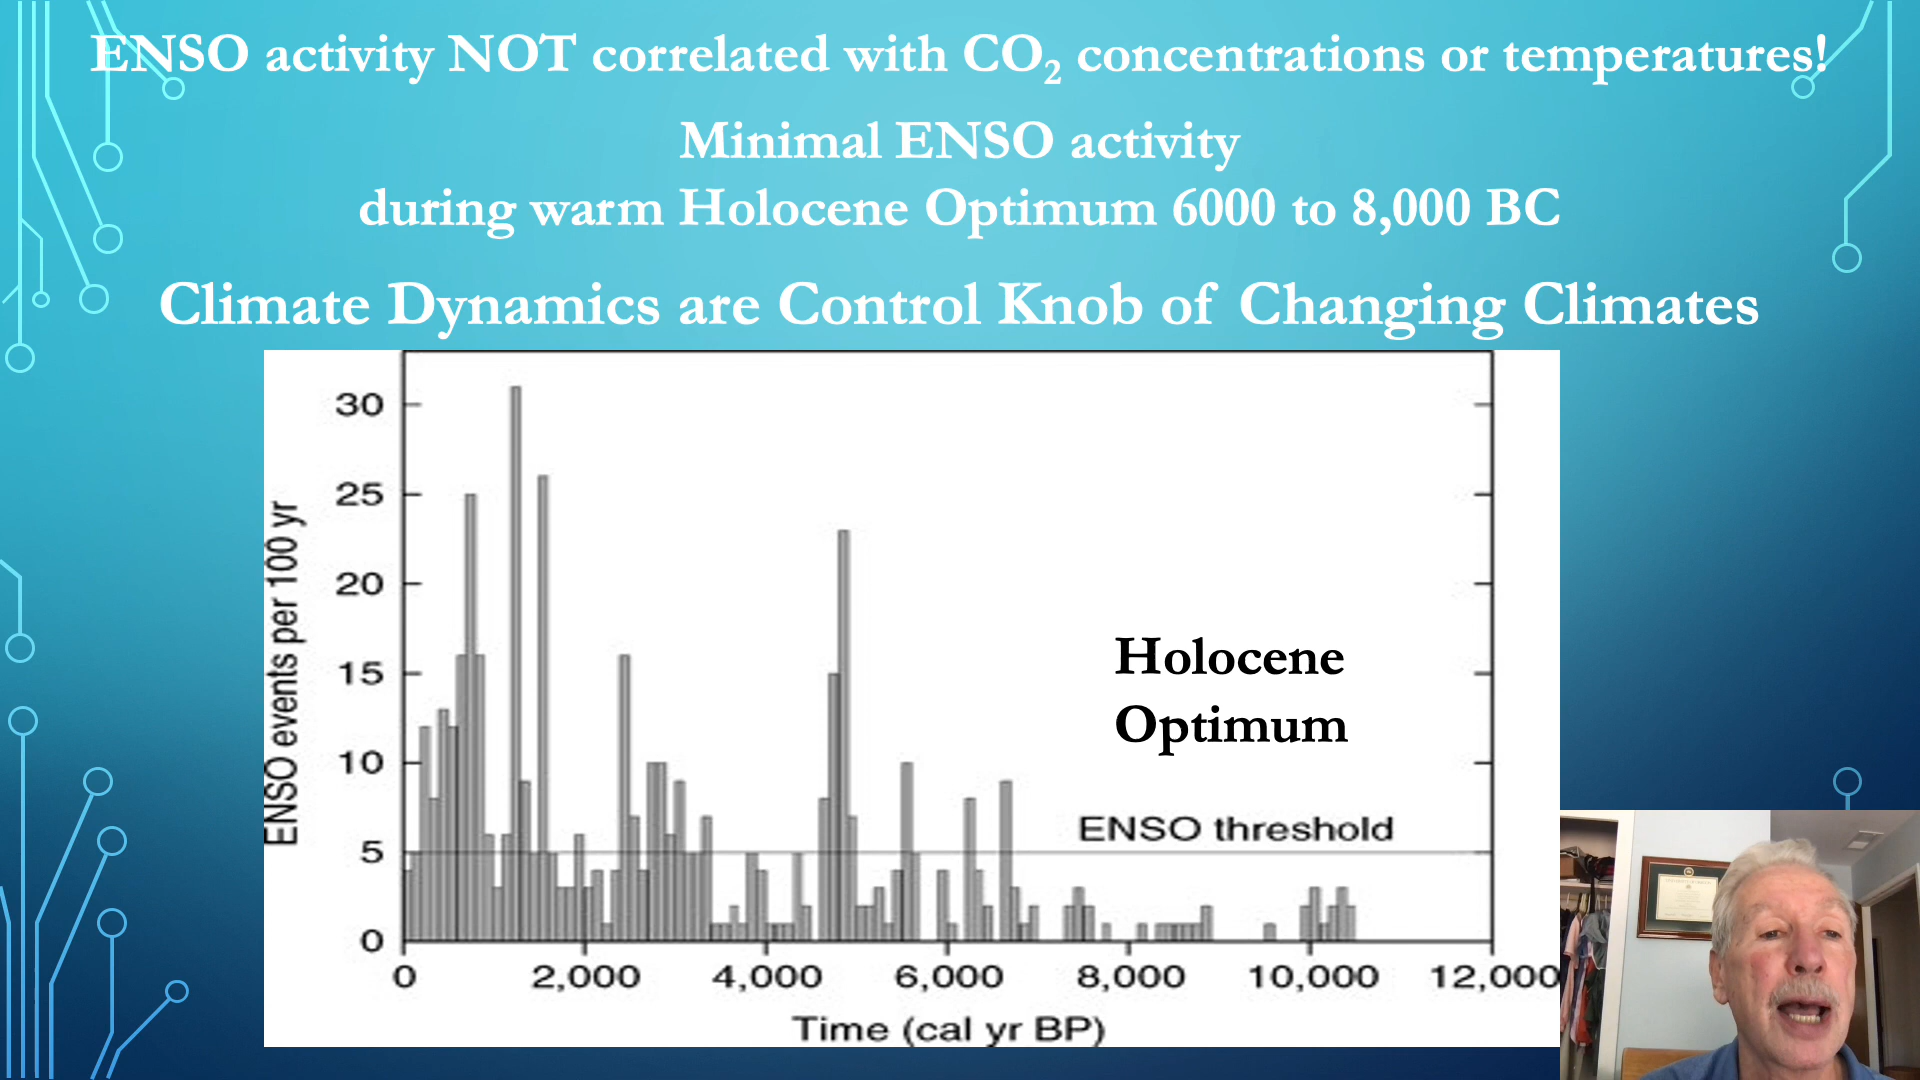 ENSO activity NOT correlated with CO₂ concentrations or temperatures!
Minimal ENSO activity
during warm Holocene Optimum 6000 to 8,000 BC
Climate Dynamics are Control Knob of Changing Climates
30
25
20
15
10
5
0
ENSO events per 100 yr
Holocene
Optimum
ENSO threshold
0 2,000 4,000 6,000 8,000 10,000 12,000
Time (cal yr BP)